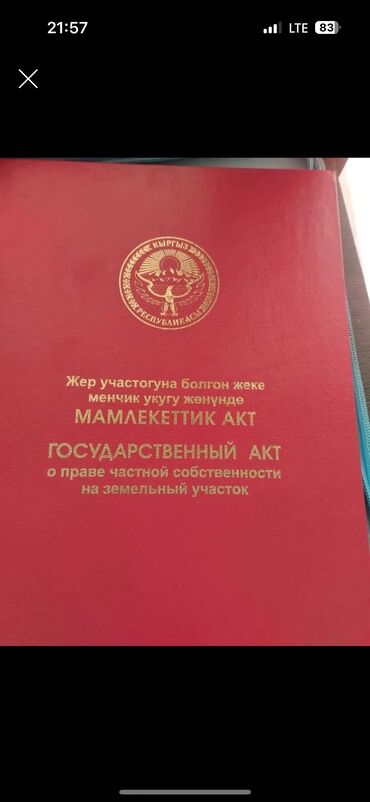 21:57
LTE 83
КЫРГЫЗ
РЕСПУБЛИКАСЫ
Жер участогуна болгон жеке
менчик укугу жөнүндө
МАМЛЕКЕТТИК АКТ
ГОСУДАРСТВЕННЫЙ АКТ
о праве частной собственности
на земельный участок